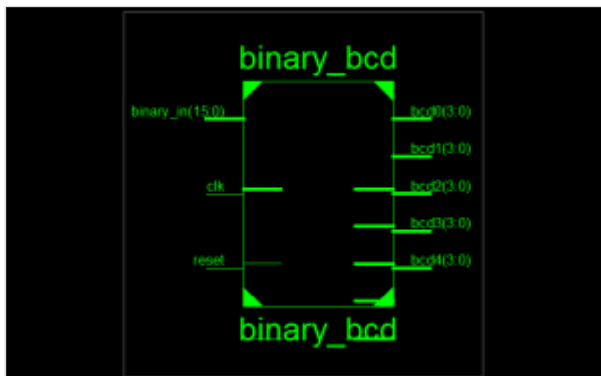 binary_bcd
binary_in(15:0)
bcd0(3:0)
bcd1(3:0)
clk
bcd2(3:0)
bcd3(3:0)
reset
bcd4(3:0)
binary_bcd